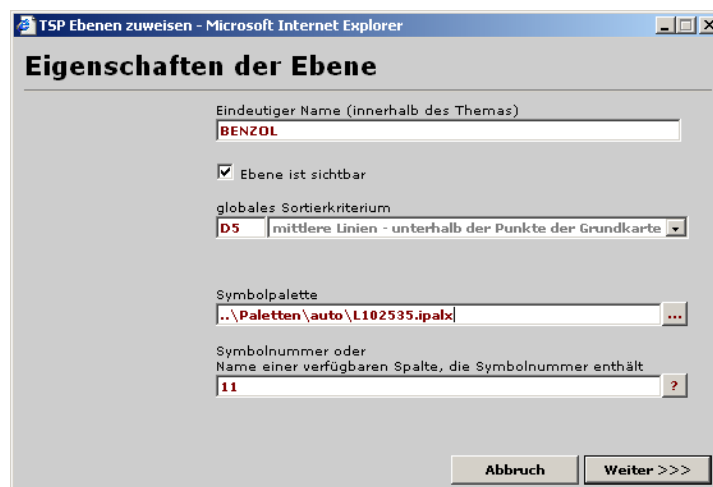 TSP Ebenen zuweisen - Microsoft Internet Explorer
Eigenschaften der Ebene
Eindeutiger Name (innerhalb des Themas)
BENZOL
Ebene ist sichtbar
globales Sortierkriterium
D5 mittlere Linien - unterhalb der Punkte der Grundkarte
Symbolpalette
..\Paletten\auto\L102535.ipalx ...
Symbolnummer oder
Name einer verfügbaren Spalte, die Symbolnummer enthält
11 ?
Abbruch Weiter >>>